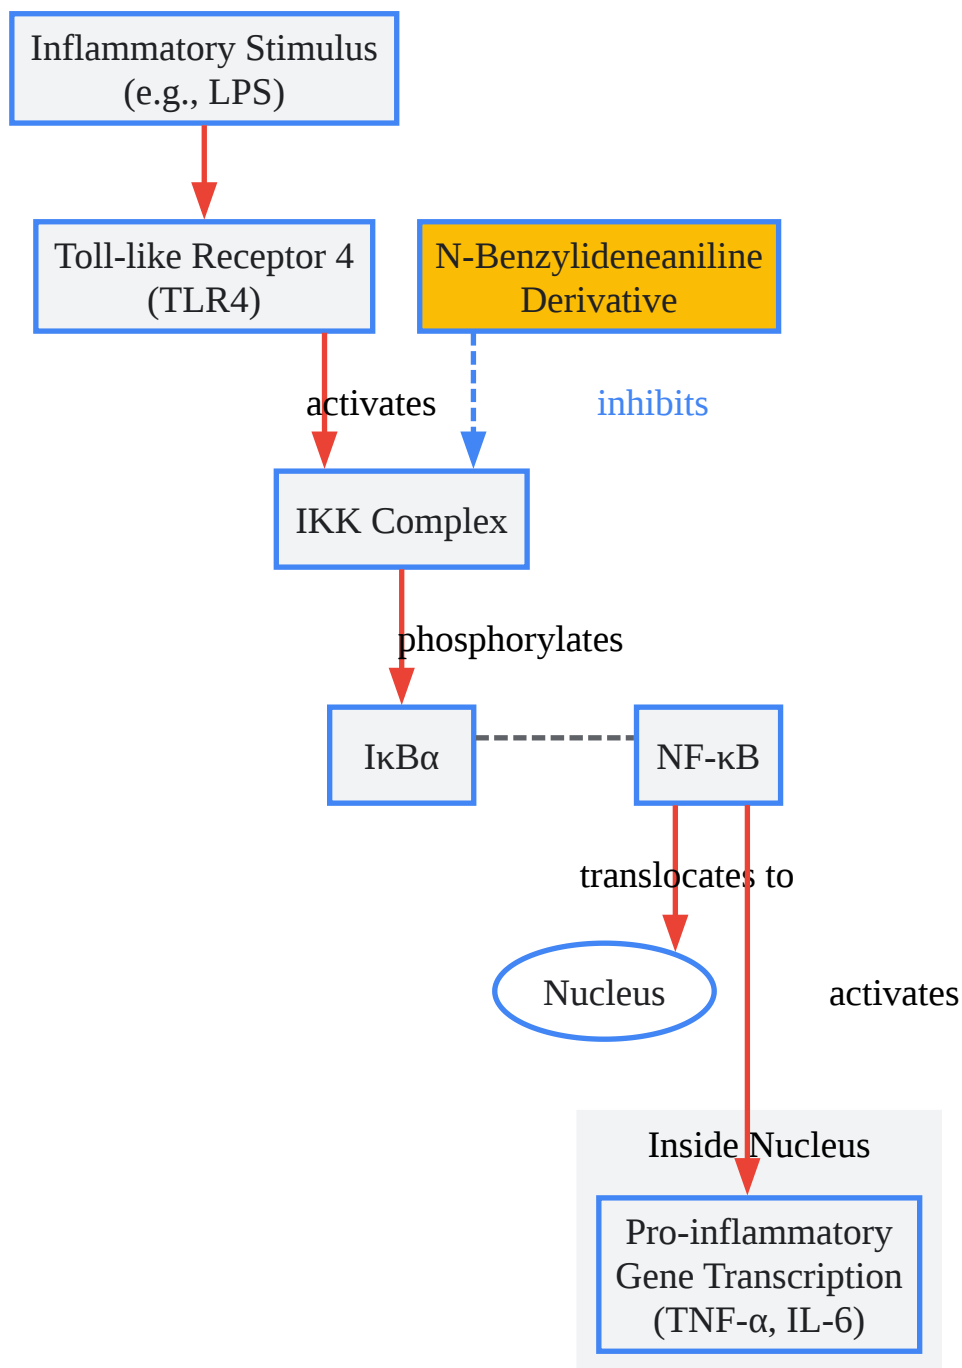 Inflammatory Stimulus
(e.g., LPS)
Toll-like Receptor 4
(TLR4)
N-Benzylideneaniline
Derivative
activates
inhibits
IKK Complex
phosphorylates
IκBα
NF-κB
translocates to
Nucleus
activates
Inside Nucleus
Pro-inflammatory
Gene Transcription
(TNF-α, IL-6)